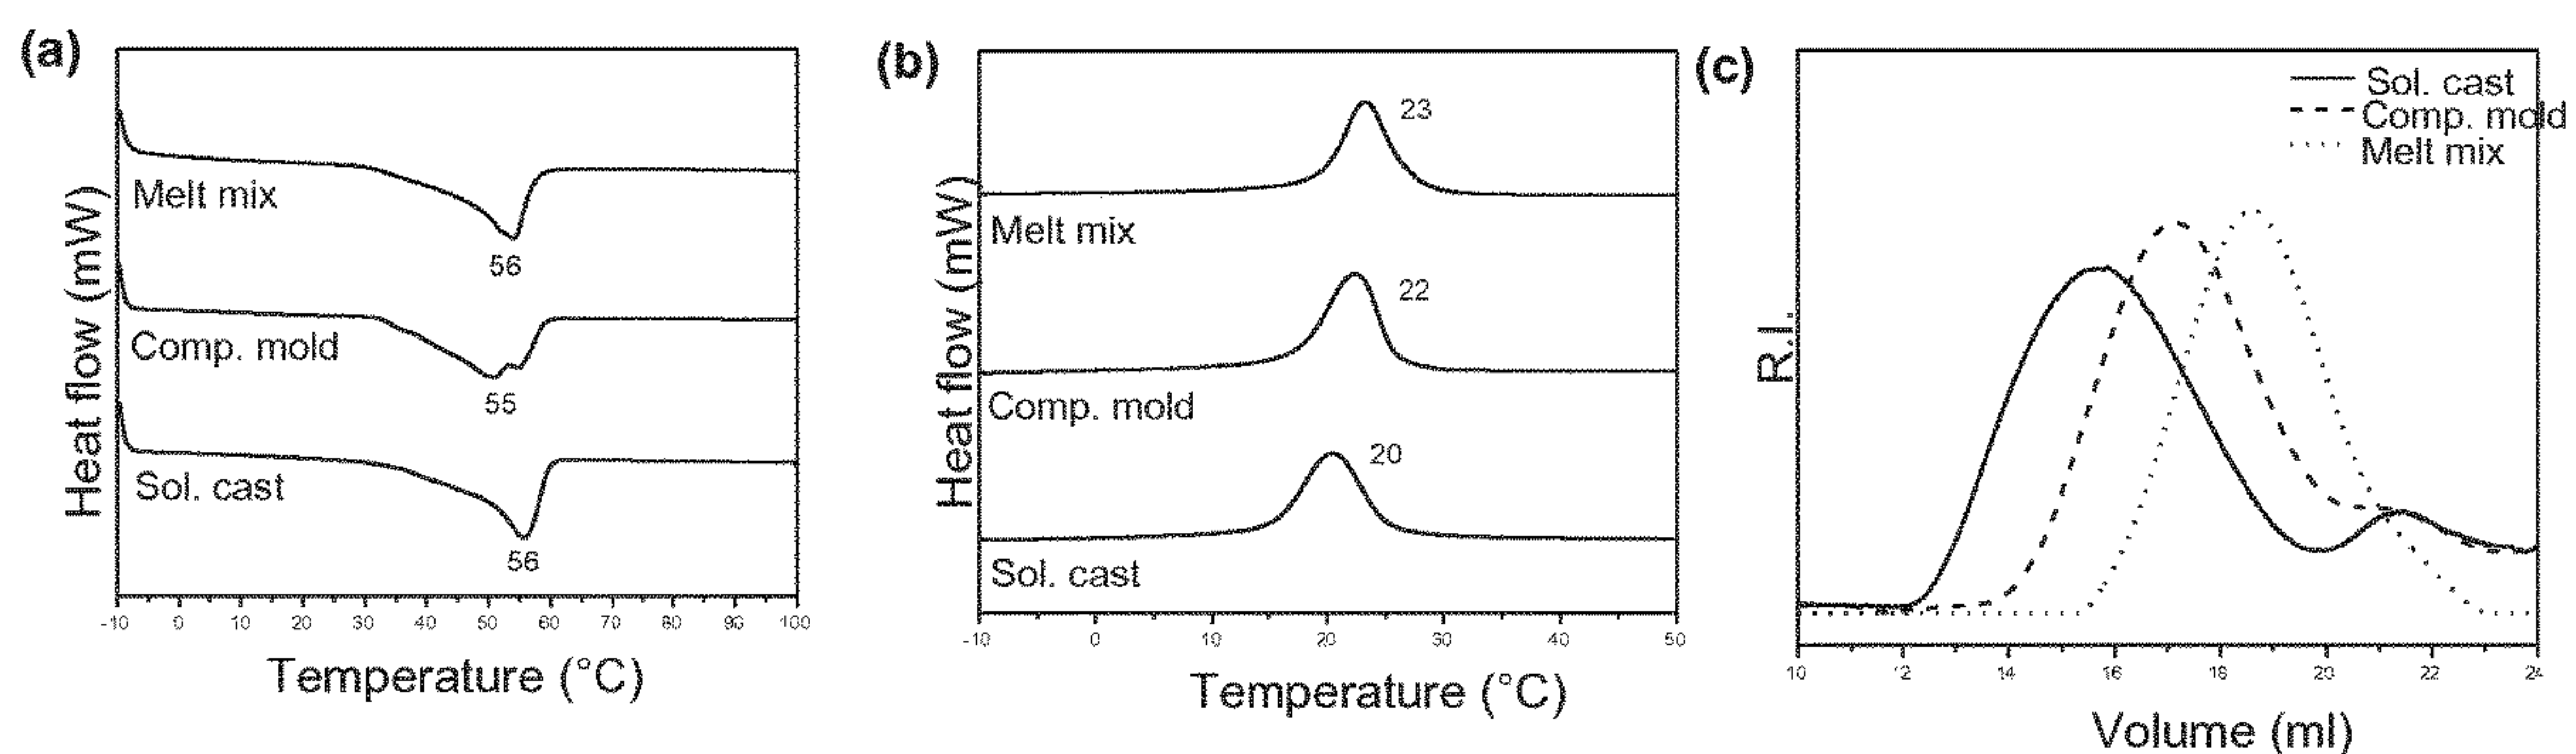 (a)
Heat flow (mW)
Melt mix
56
Comp. mold
55
Sol. cast
56
-10 0 10 20 30 40 50 60 70 80 90 100
Temperature (°C)
(b)
Heat flow (mW)
23
Melt mix
22
Comp. mold
20
Sol. cast
-10 0 10 20 30 40 50
Temperature (°C)
(c)
R.I.
Sol. cast
Comp. mold
Melt mix
10 12 14 16 18 20 22 24
Volume (ml)